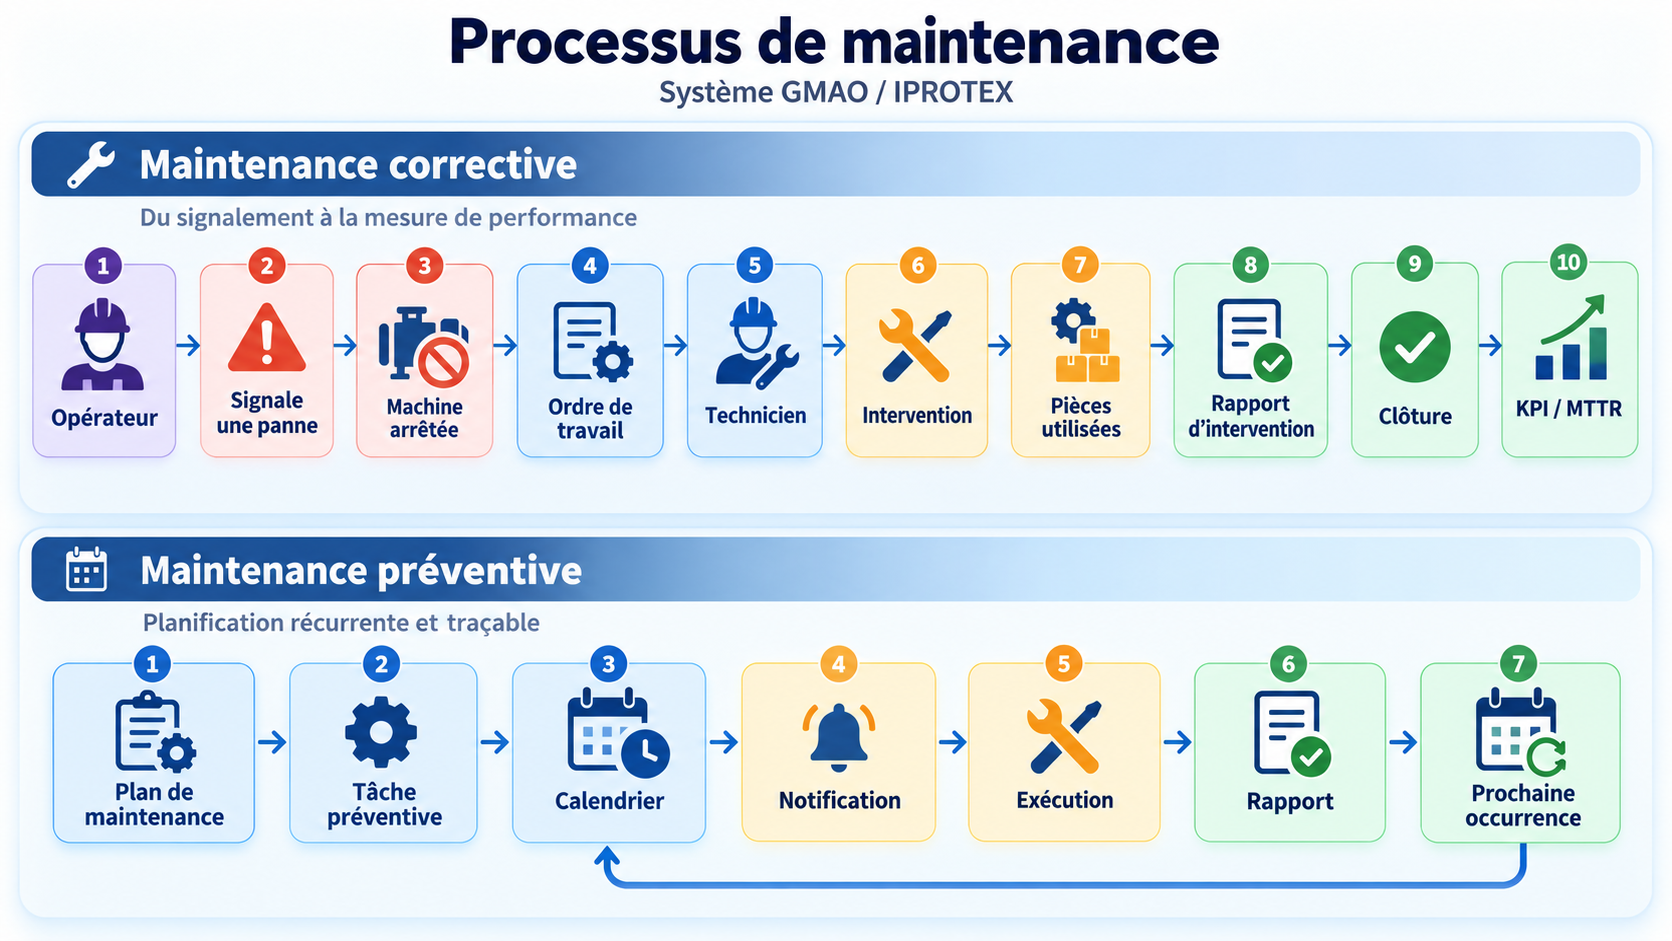 Processus de maintenance
Système GMAO / IPROTEX
Maintenance corrective
Du signalement à la mesure de performance
1
Opérateur
2
Signale
une panne
3
Machine
arrêtée
4
Ordre de
travail
5
Technicien
6
Intervention
7
Pièces
utilisées
8
Rapport
d'intervention
9
Clôture
10
KPI / MTTR
Maintenance préventive
Planification récurrente et traçable
1
Plan de
maintenance
2
Tâche
préventive
3
Calendrier
4
Notification
5
Exécution
6
Rapport
7
Prochaine
occurrence